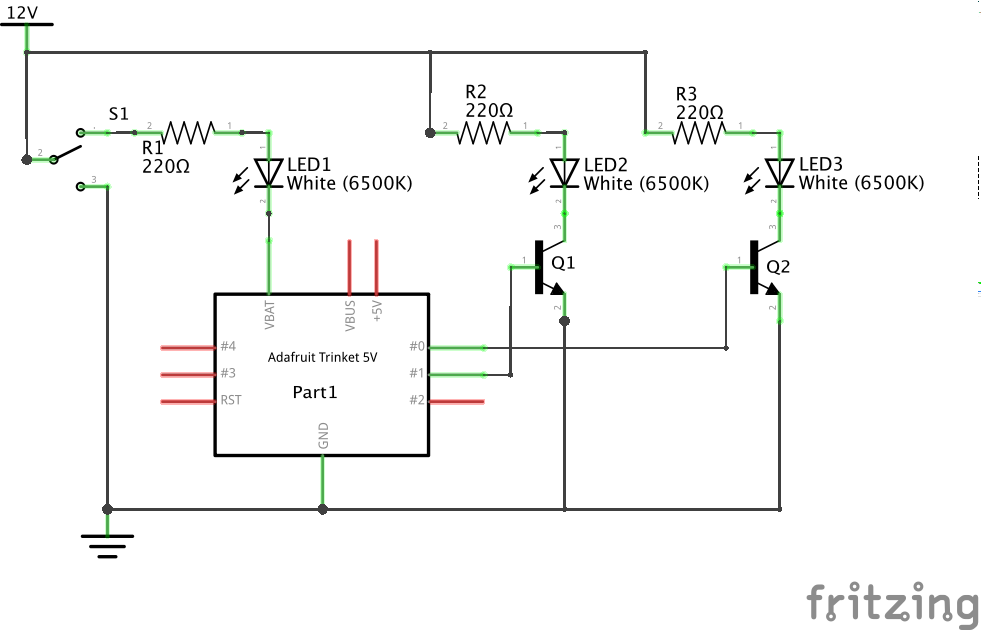 12V
S1
R1
220Ω
LED1
White (6500K)
R2
220Ω
LED2
White (6500K)
R3
220Ω
LED3
White (6500K)
1
2
3
2
1
1
2
2
1
1
2
2
1
1
2
3
1
2
Q1
3
1
2
Q2
VBAT
VBUS
+5V
#4
#3
RST
Adafruit Trinket 5V
Part1
#0
#1
#2
GND
fritzing